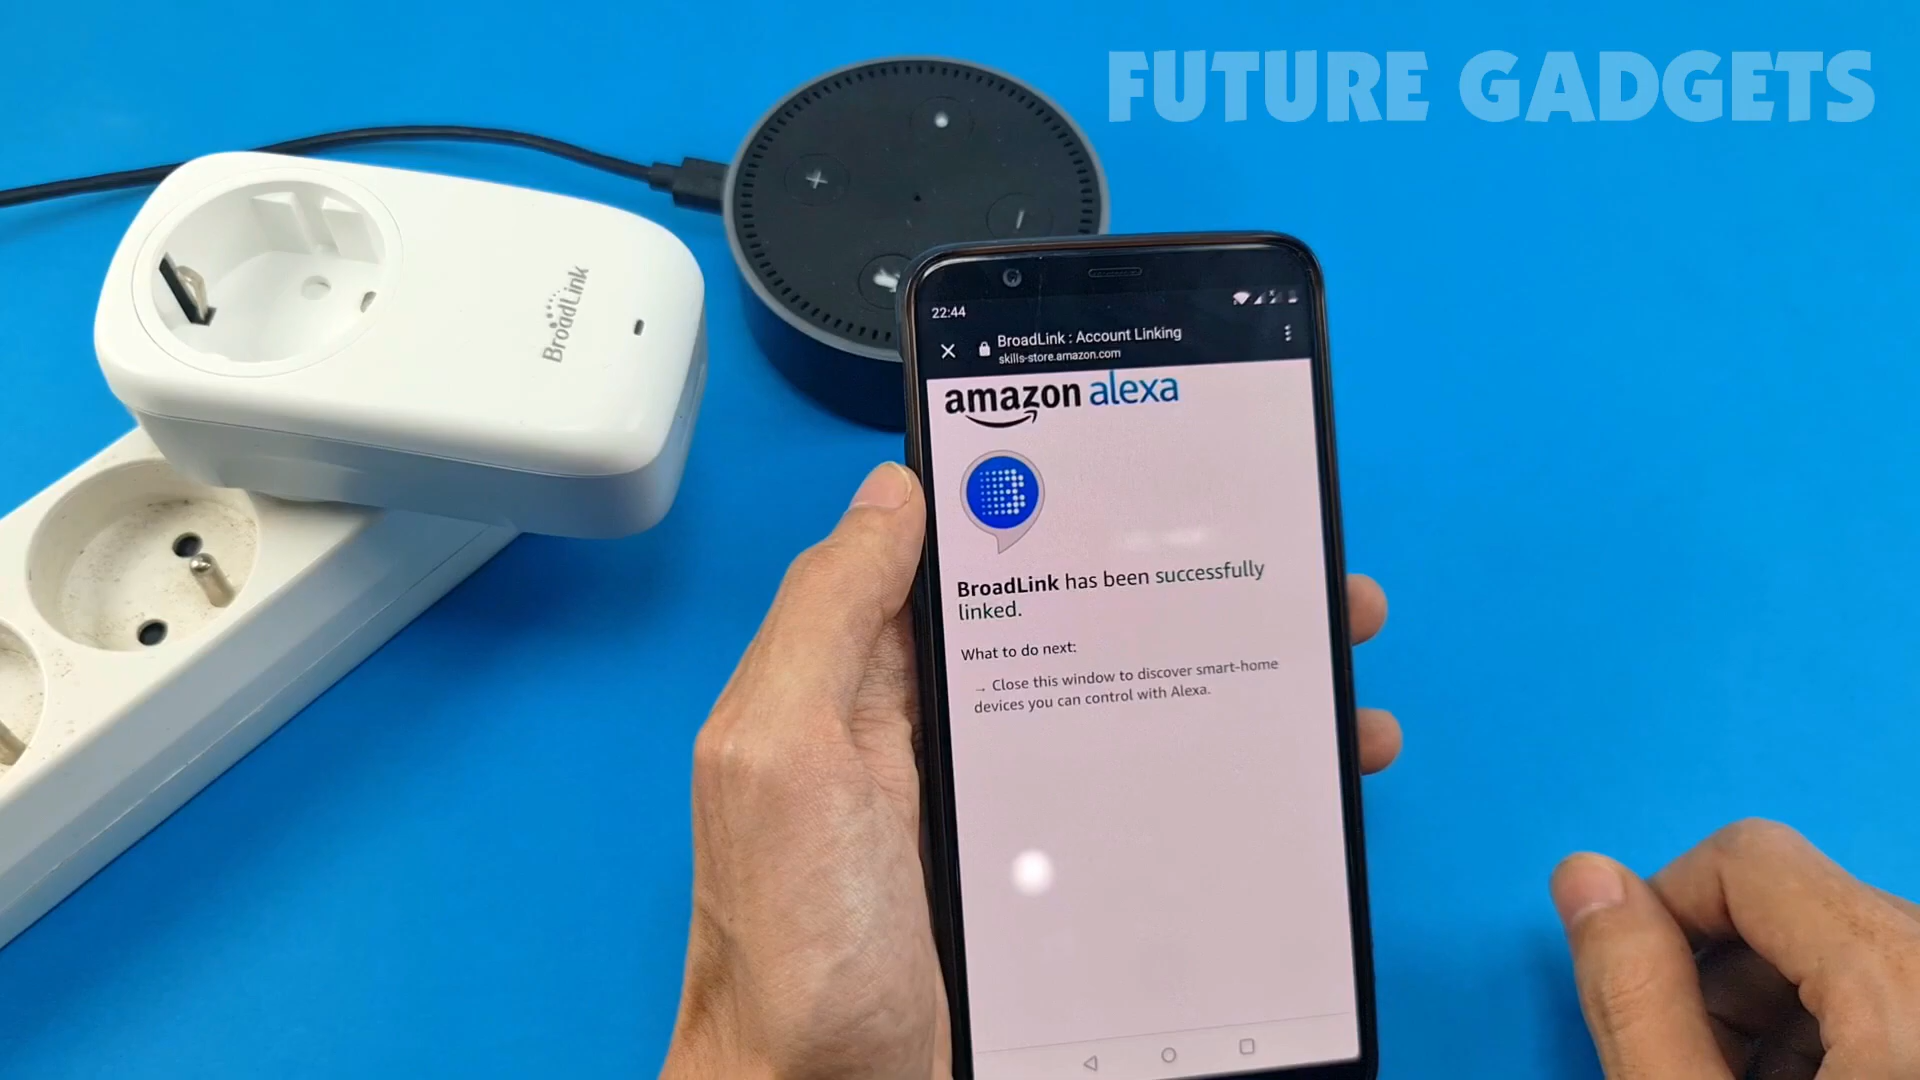 FUTURE GADGETS
BroadLink
22:44
BroadLink : Account Linking
skills-store.amazon.com
amazon alexa
BroadLink has been successfully
linked.
What to do next:
→ Close this window to discover smart-home
devices you can control with Alexa.